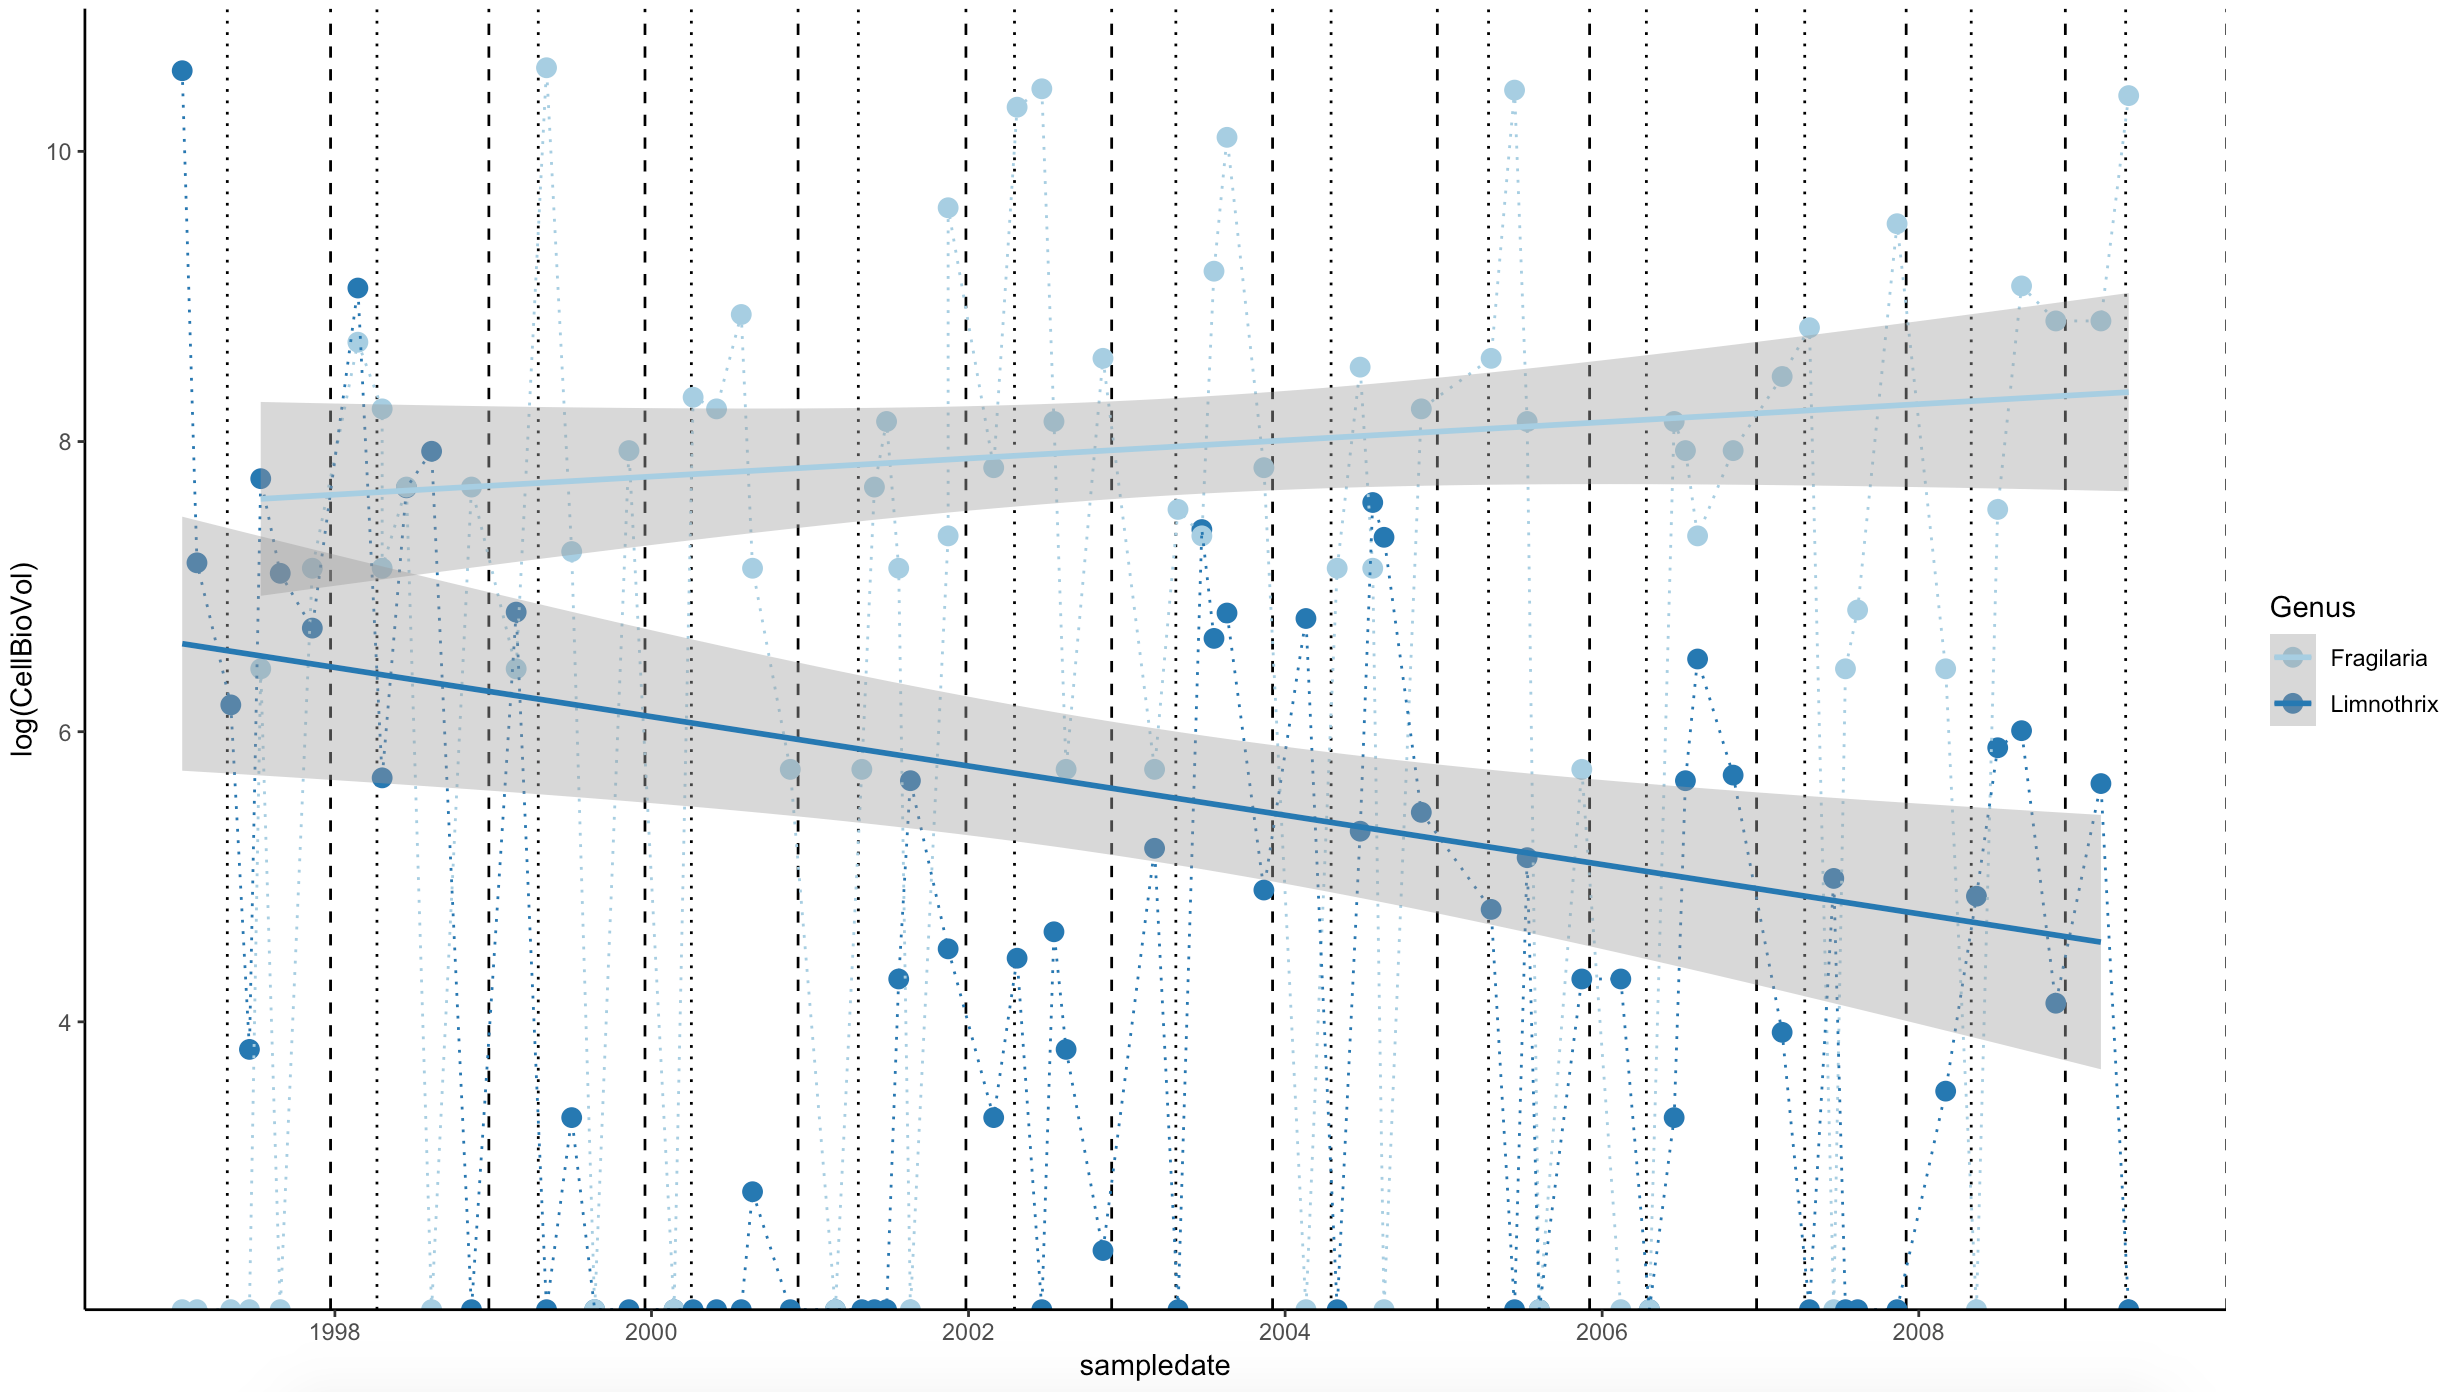 log(CellBioVol)
10
8
6
4
1998 2000 2002 2004 2006 2008
sampledate
Genus
Fragilaria
Limnothrix